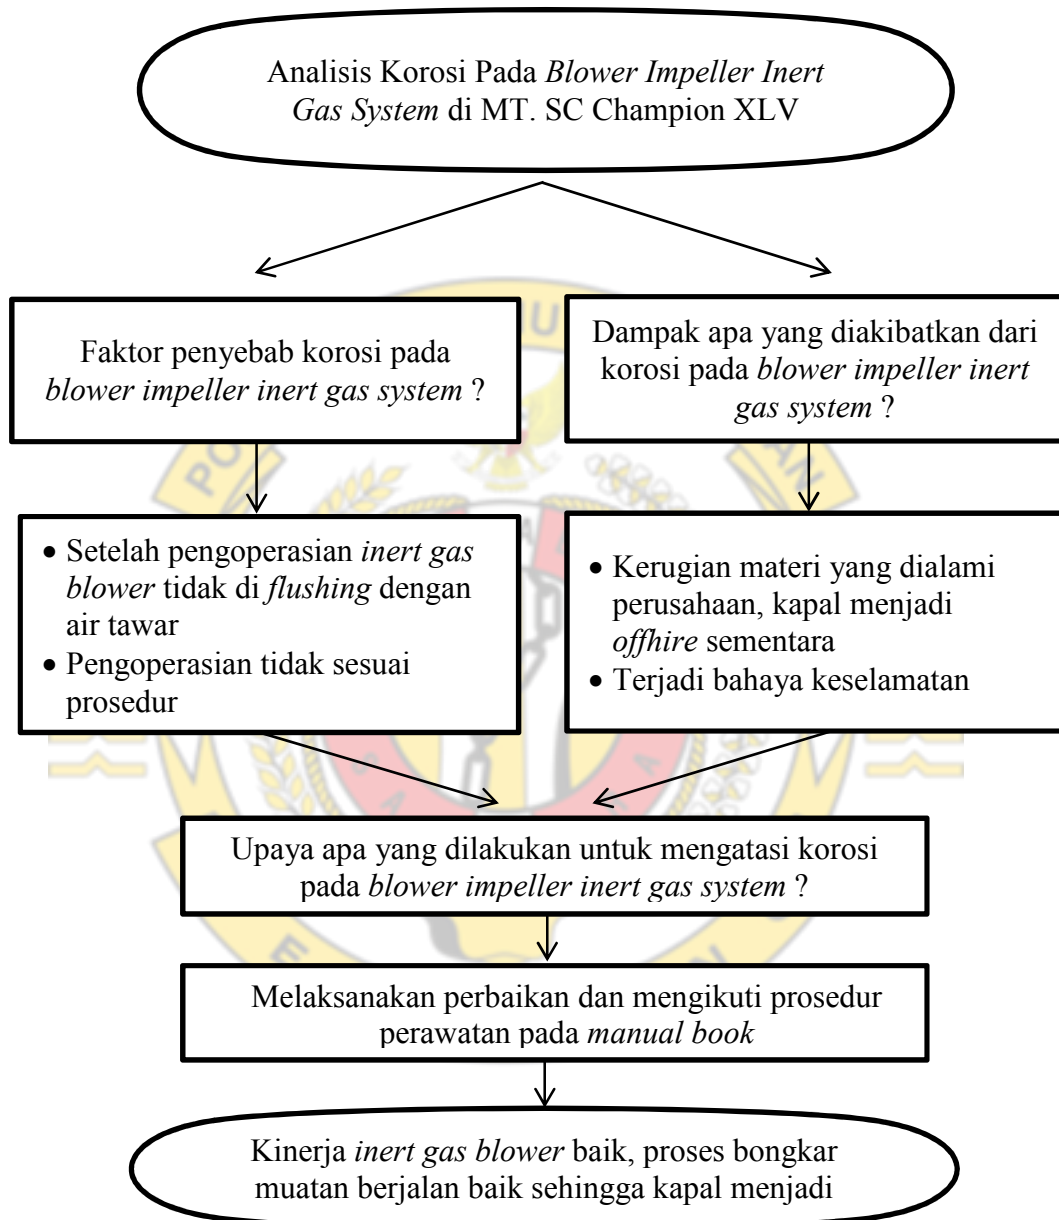 Analisis Korosi Pada Blower Impeller Inert
Gas System di MT. SC Champion XLV
Faktor penyebab korosi pada
blower impeller inert gas system ?
Dampak apa yang diakibatkan dari
korosi pada blower impeller inert
gas system ?
• Setelah pengoperasian inert gas
blower tidak di flushing dengan
air tawar
• Pengoperasian tidak sesuai
prosedur
• Kerugian materi yang dialami
perusahaan, kapal menjadi
offhire sementara
• Terjadi bahaya keselamatan
Upaya apa yang dilakukan untuk mengatasi korosi
pada blower impeller inert gas system ?
Melaksanakan perbaikan dan mengikuti prosedur
perawatan pada manual book
Kinerja inert gas blower baik, proses bongkar
muatan berjalan baik sehingga kapal menjadi